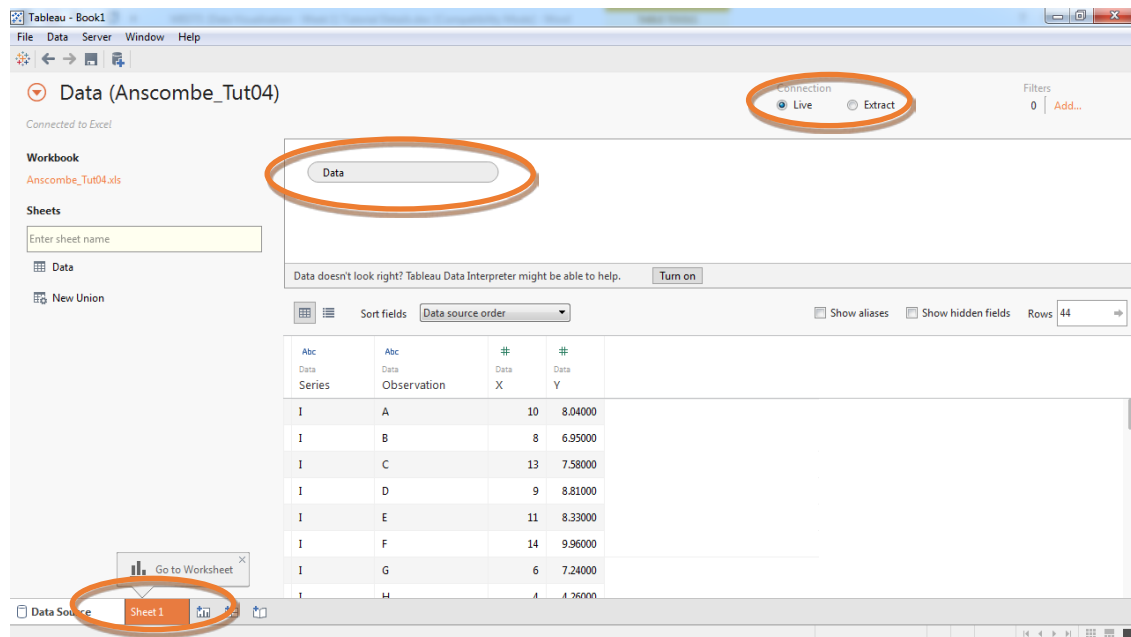 Tableau - Book1
File Data Server Window Help
Data (Anscombe_Tut04)
Connection
Live Extract
Filters
0 Add...
Connected to Excel
Workbook
Anscombe_Tut04.xls
Sheets
Enter sheet name
Data
New Union
Data
Data doesn't look right? Tableau Data Interpreter might be able to help. Turn on
Sort fields Data source order Show aliases Show hidden fields Rows 44
Abc Abc # #
Data Data Data Data
Series Observation X Y
I A 10 8.04000
I B 8 6.95000
I C 13 7.58000
I D 9 8.81000
I E 11 8.33000
I F 14 9.96000
I G 6 7.24000
I H 4 4.26000
Go to Worksheet
Data Source Sheet 1